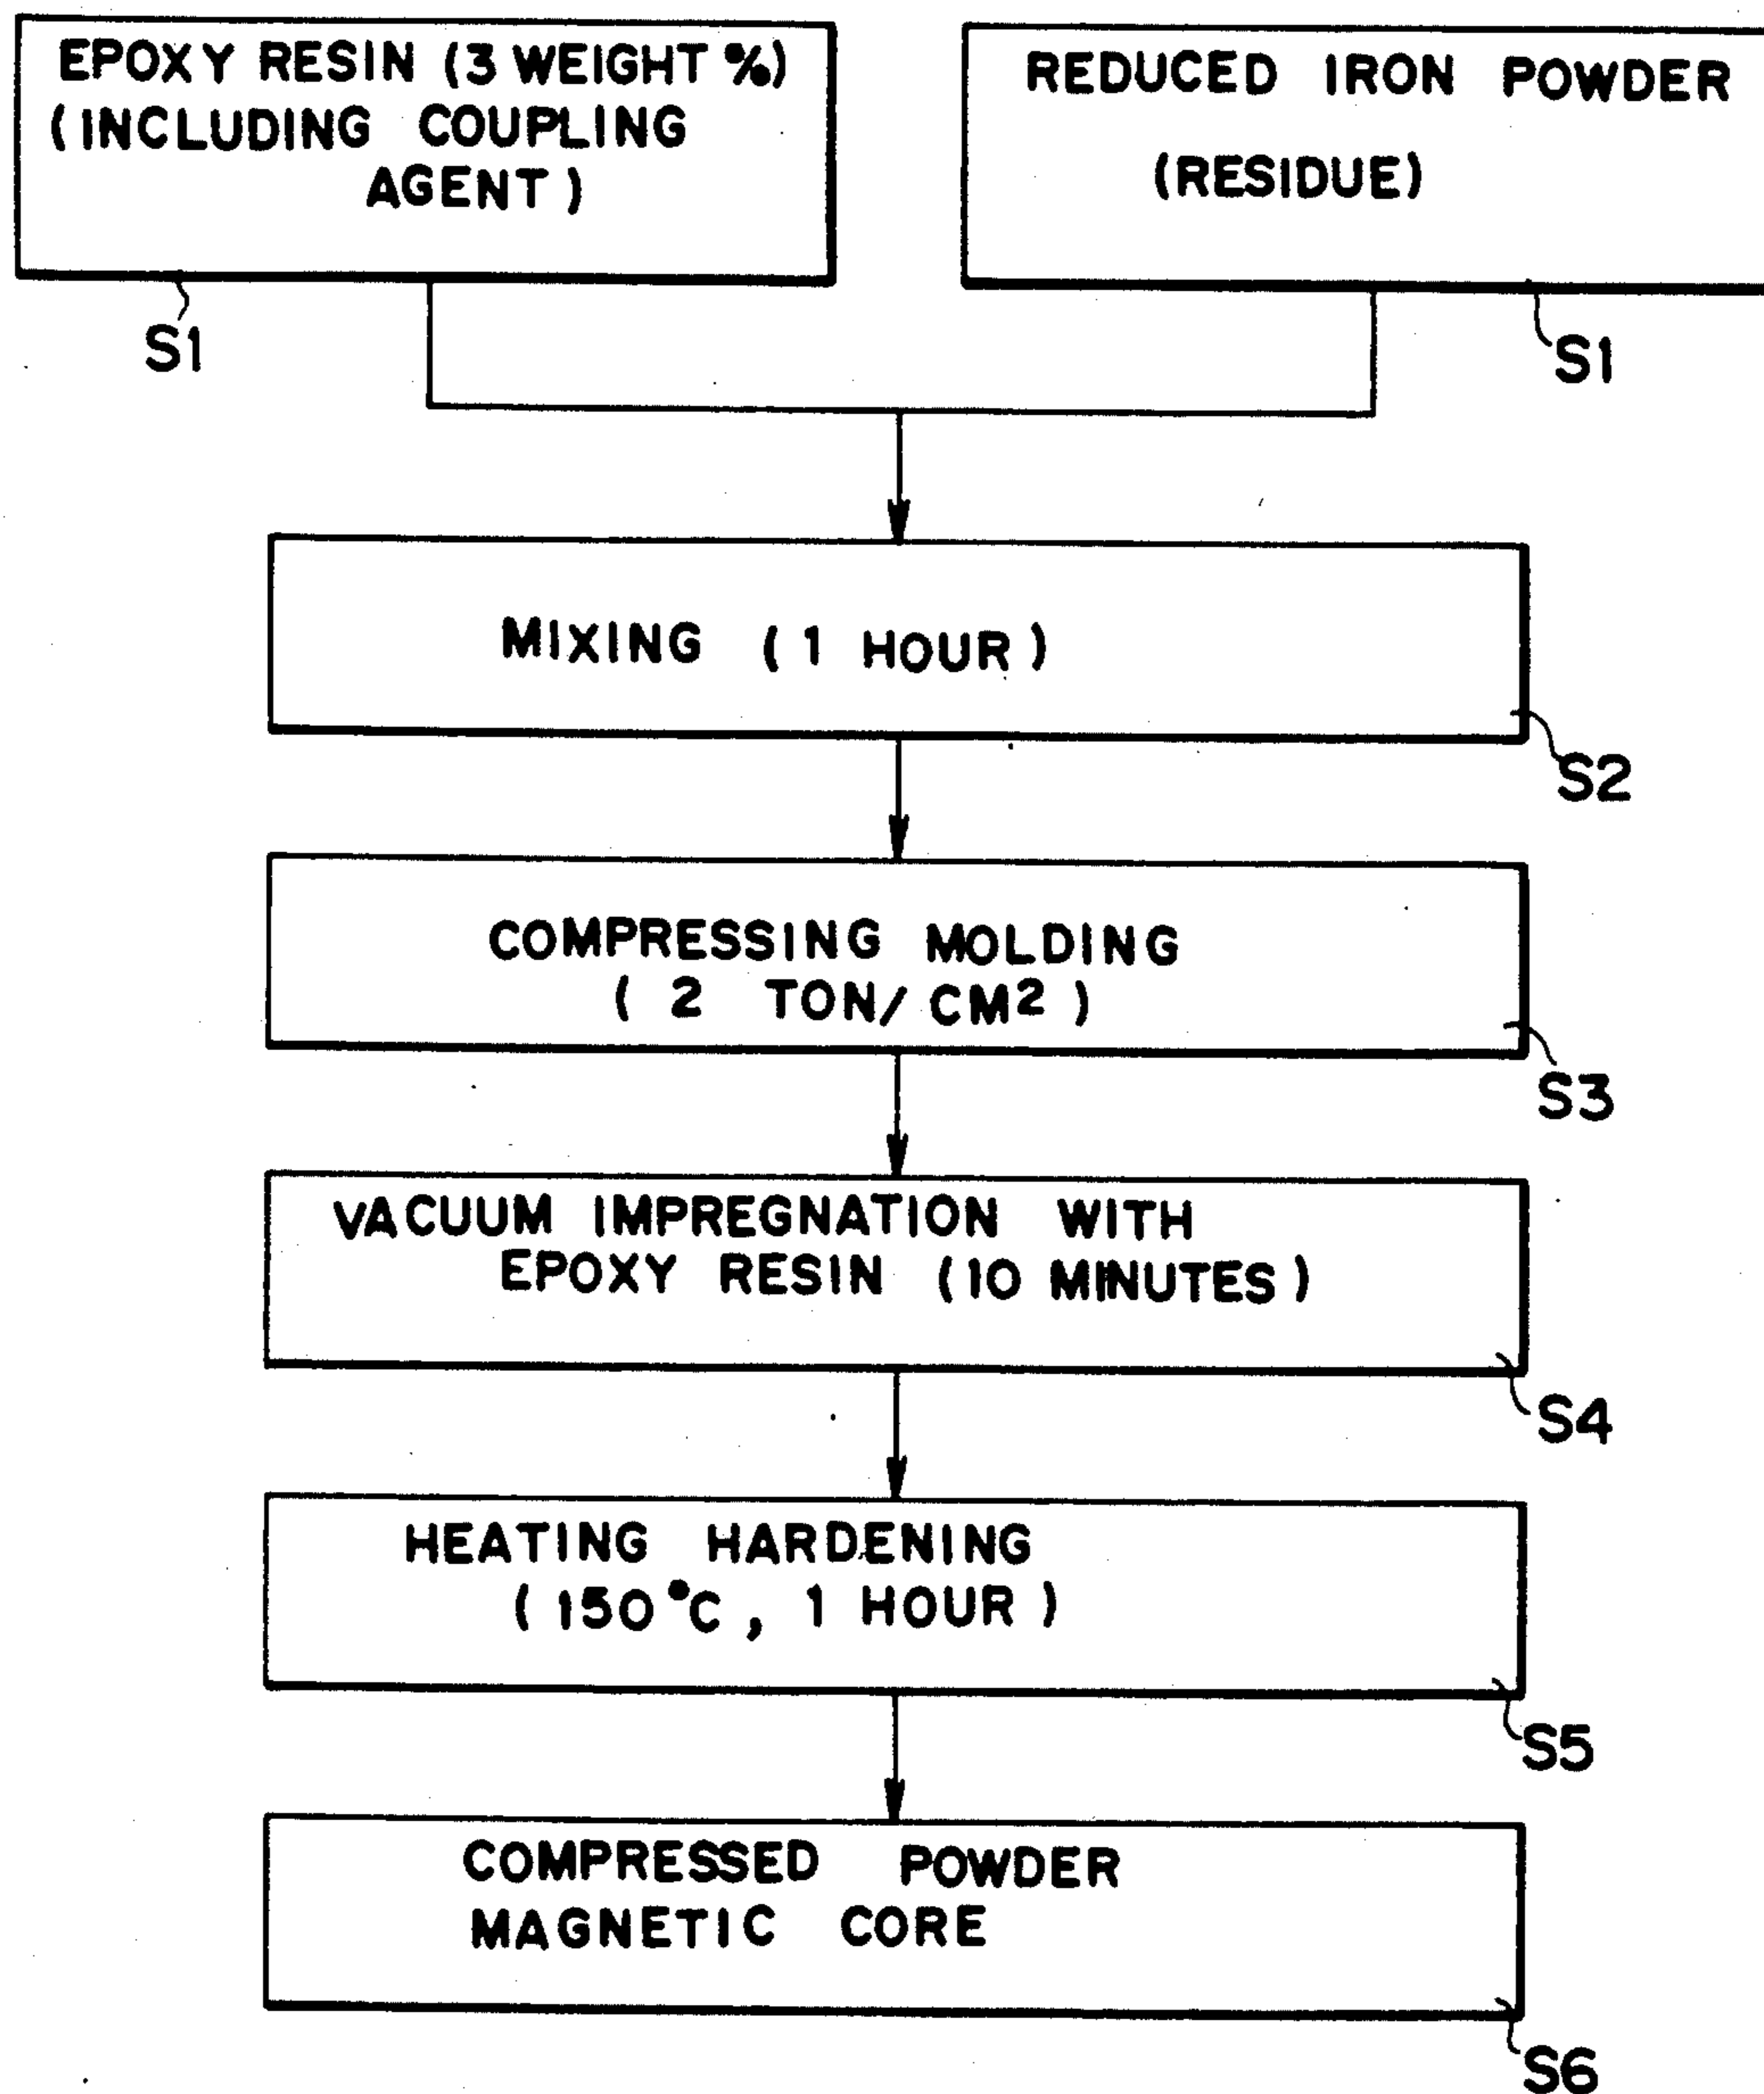 EPOXY RESIN (3 WEIGHT %)
(INCLUDING COUPLING
AGENT)
S1
REDUCED IRON POWDER
(RESIDUE)
S1
MIXING (1 HOUR)
S2
COMPRESSING MOLDING
(2 TON/CM²)
S3
VACUUM IMPREGNATION WITH
EPOXY RESIN (10 MINUTES)
S4
HEATING HARDENING
(150°C, 1 HOUR)
S5
COMPRESSED POWDER
MAGNETIC CORE
S6